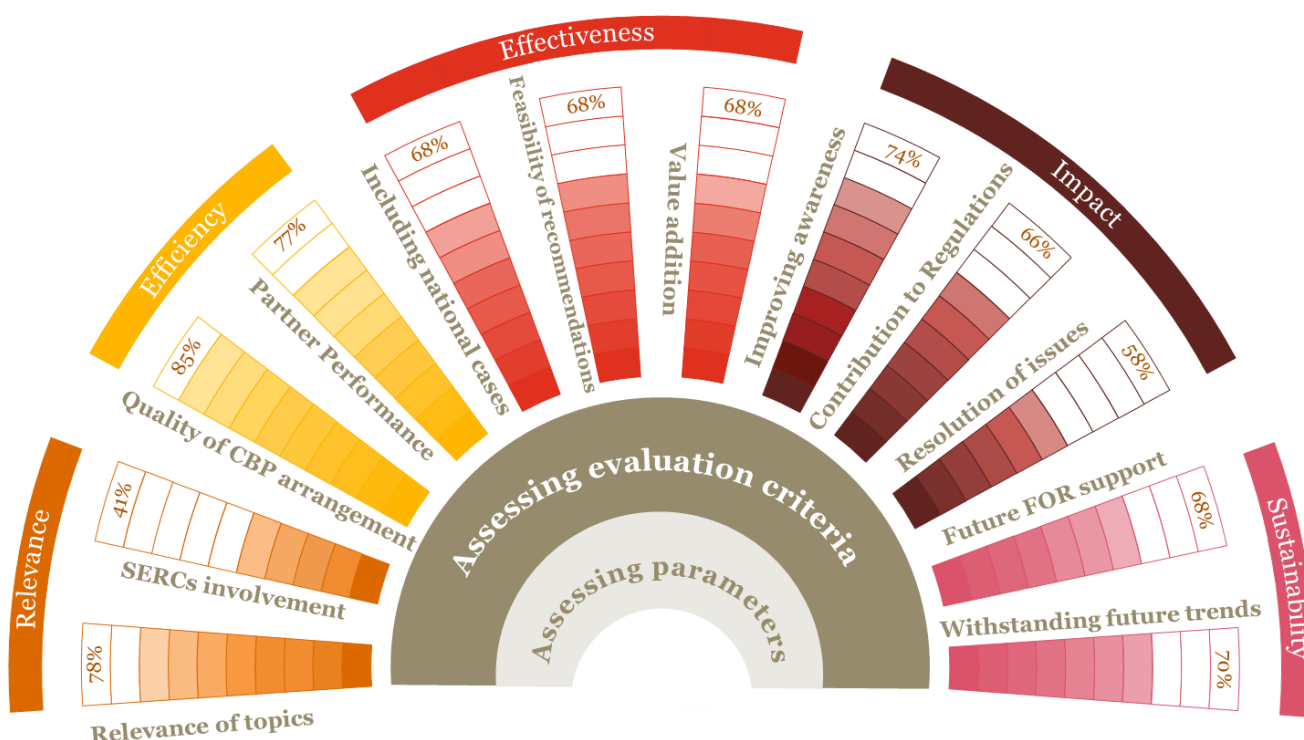 Effectiveness
Impact
Efficiency
Relevance
Sustainability
78%
Relevance of topics
41%
SERCs involvement
85%
Quality of CBP arrangement
77%
Partner Performance
68%
Including national cases
68%
Feasibility of recommendations
68%
Value addition
74%
Improving awareness
66%
Contribution to Regulations
58%
Resolution of issues
68%
Future FOR support
70%
Withstanding future trends
Assessing evaluation criteria
Assessing parameters